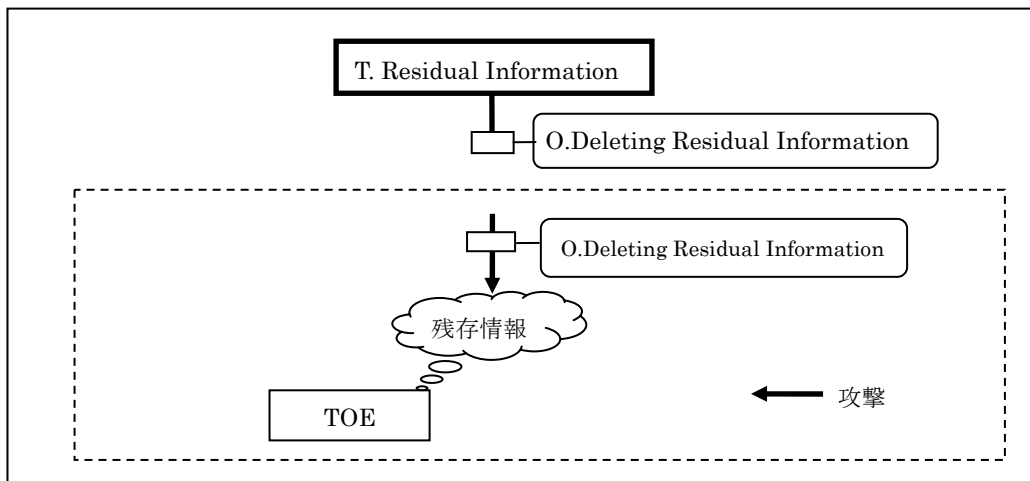 T. Residual Information
O.Deleting Residual Information
O.Deleting Residual Information
残存情報
TOE
攻撃